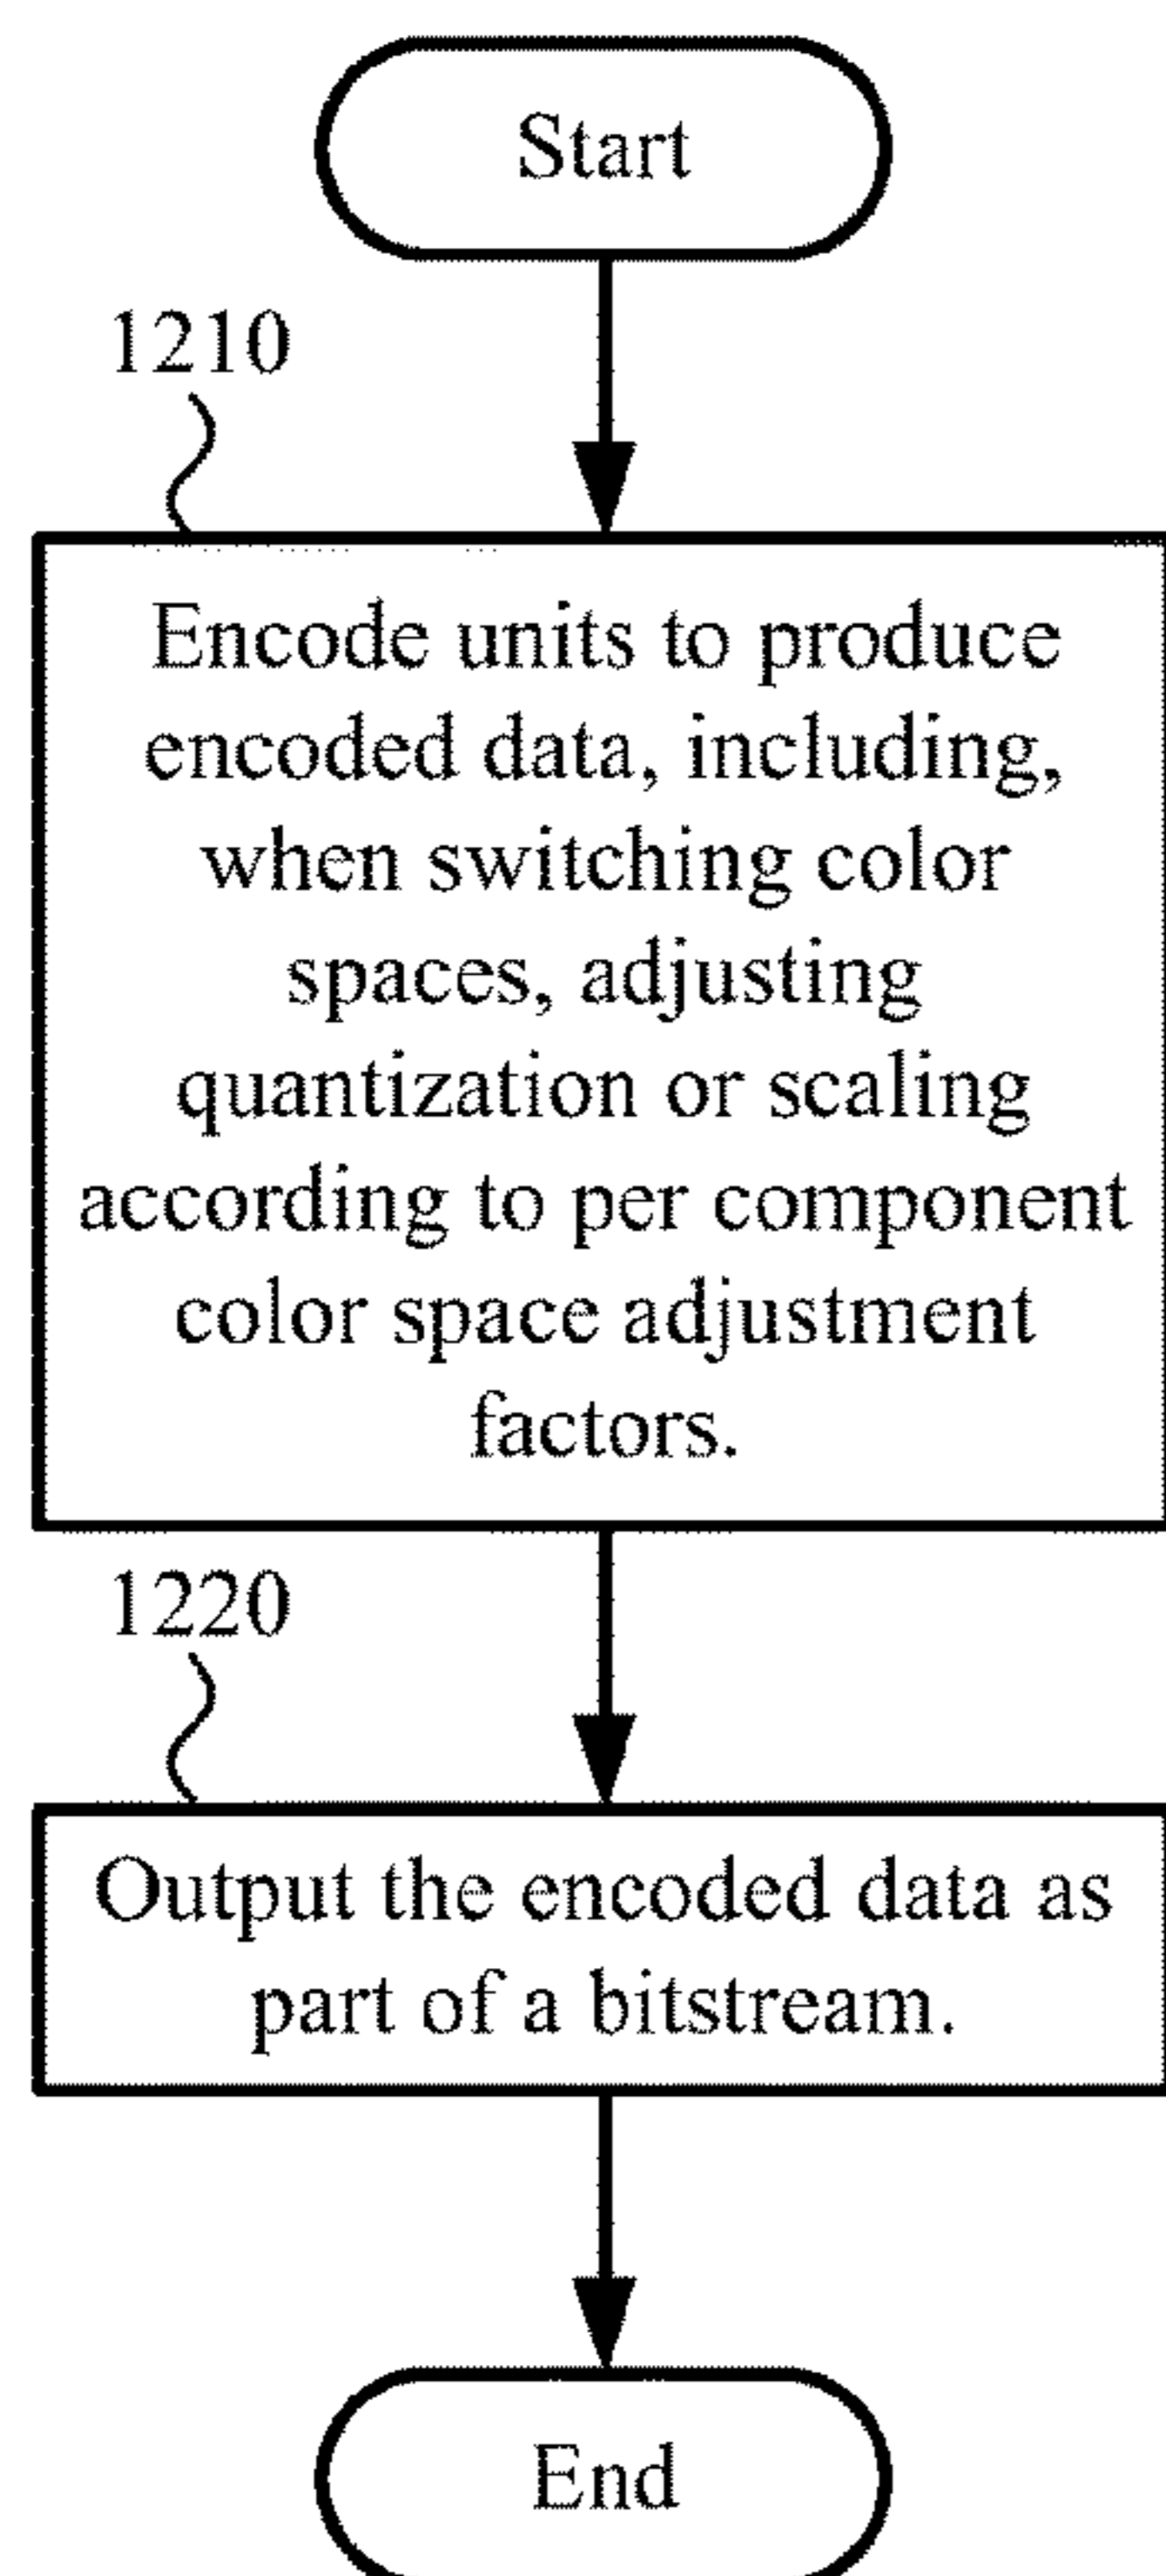 Start
1210
Encode units to produce
encoded data, including,
when switching color
spaces, adjusting
quantization or scaling
according to per component
color space adjustment
factors.
1220
Output the encoded data as
part of a bitstream.
End